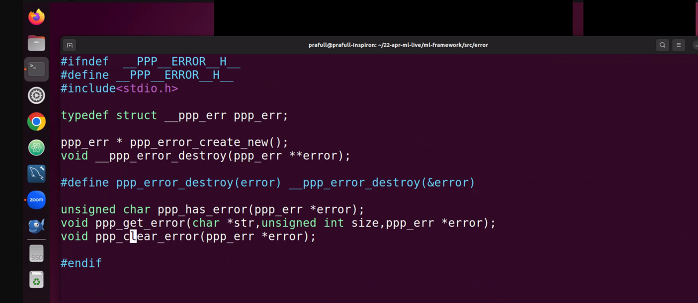 prafull@prafull-Inspiron: ~/22-apr-ml-live/ml-framework/src/error
#ifndef  __PPP__ERROR__H__
#define __PPP__ERROR__H__
#include<stdio.h>
typedef struct __ppp_err ppp_err;
ppp_err * ppp_error_create_new();
void __ppp_error_destroy(ppp_err **error);
#define ppp_error_destroy(error) __ppp_error_destroy(&error)
unsigned char ppp_has_error(ppp_err *error);
void ppp_get_error(char *str,unsigned int size,ppp_err *error);
void ppp_clear_error(ppp_err *error);
#endif
zoom